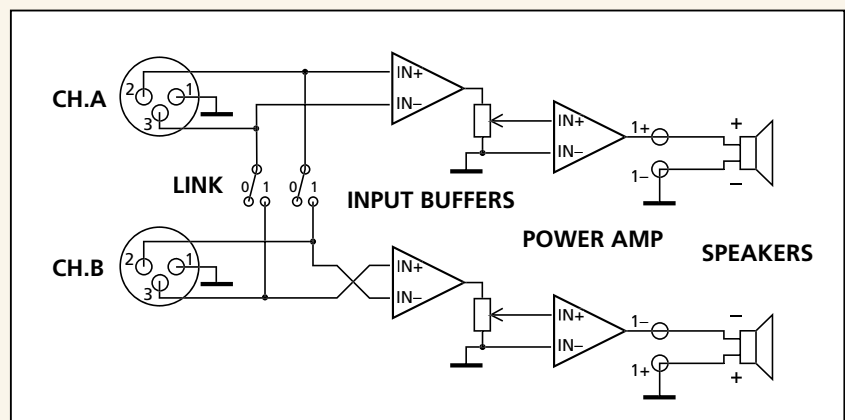 CH.A
2
1
3
IN+
IN−
IN+
IN−
1+
1−
+
−
LINK
0
1
0
1
INPUT BUFFERS
POWER AMP
SPEAKERS
CH.B
2
1
3
IN+
IN−
IN+
IN−
1−
1+
−
+